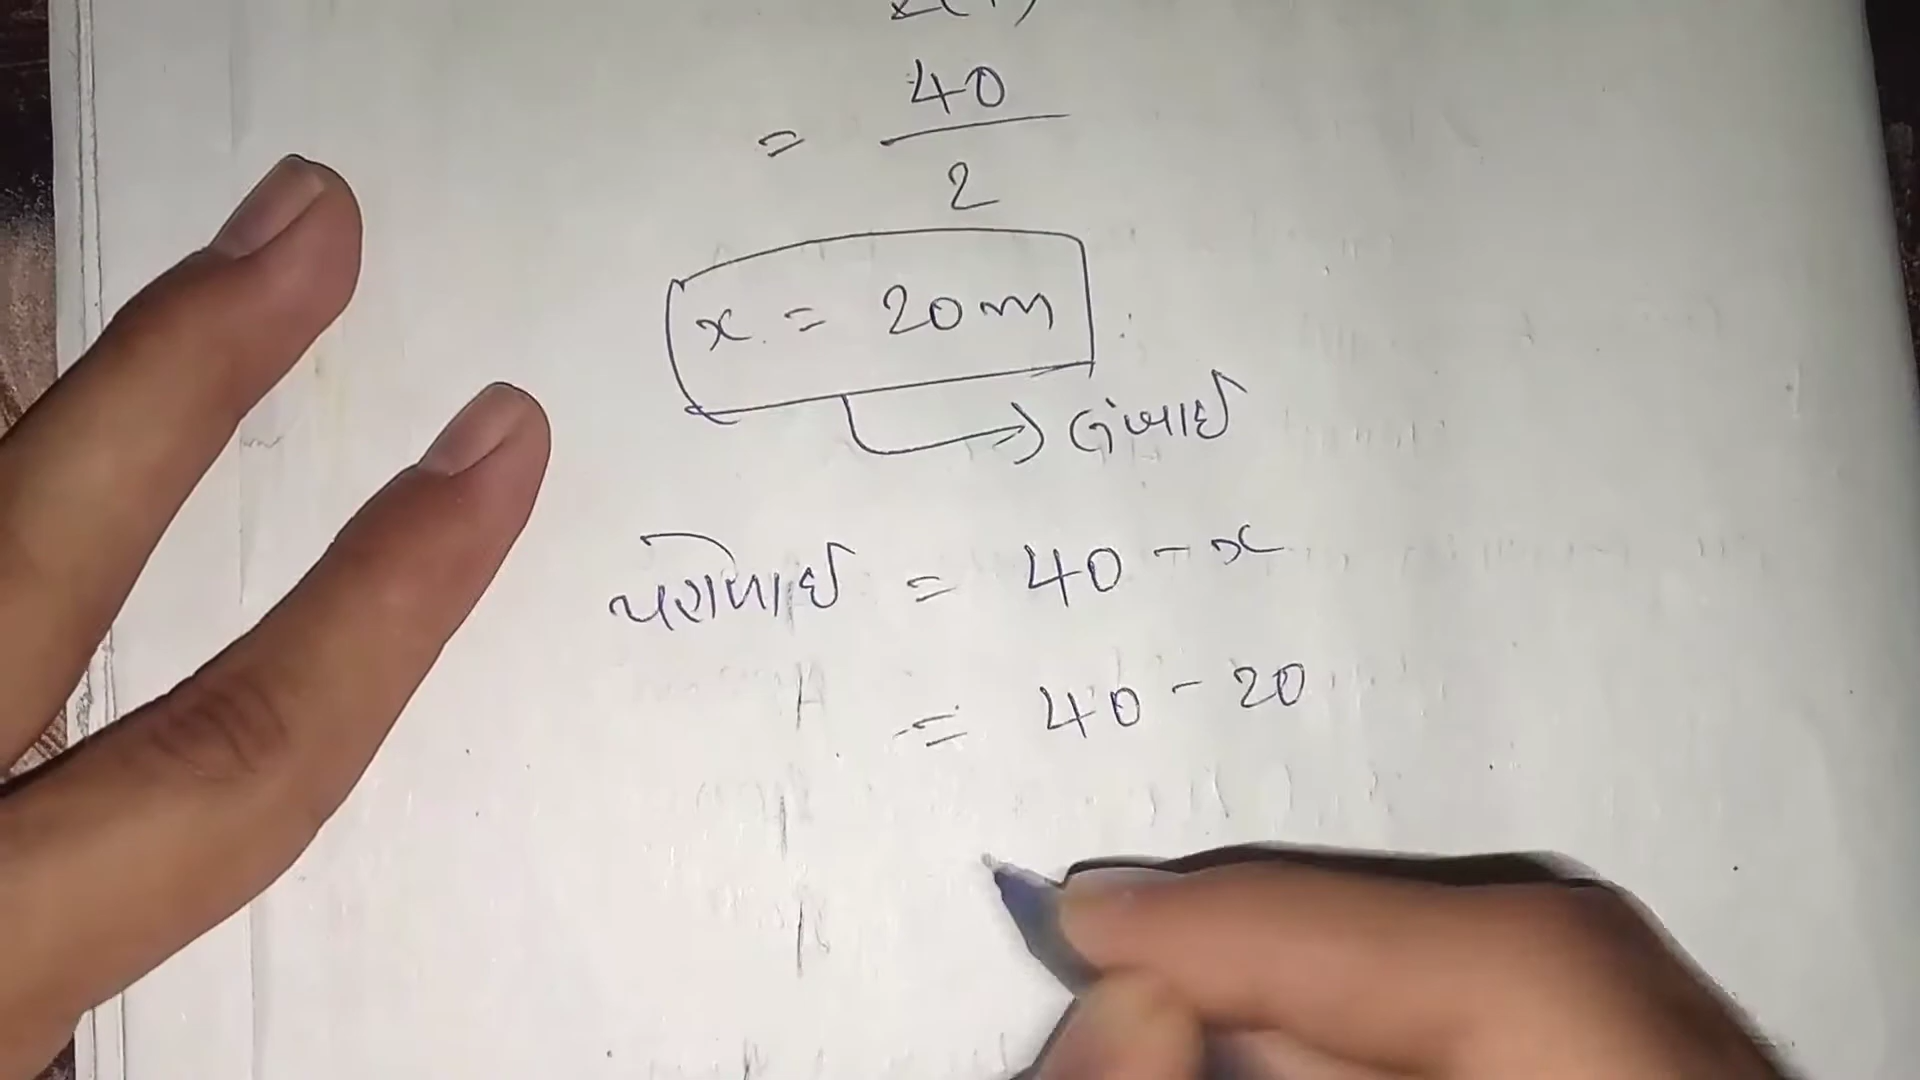 = 40
2
x = 20m
લંબાઈ
પહોળાઈ = 40 - x
= 40 - 20